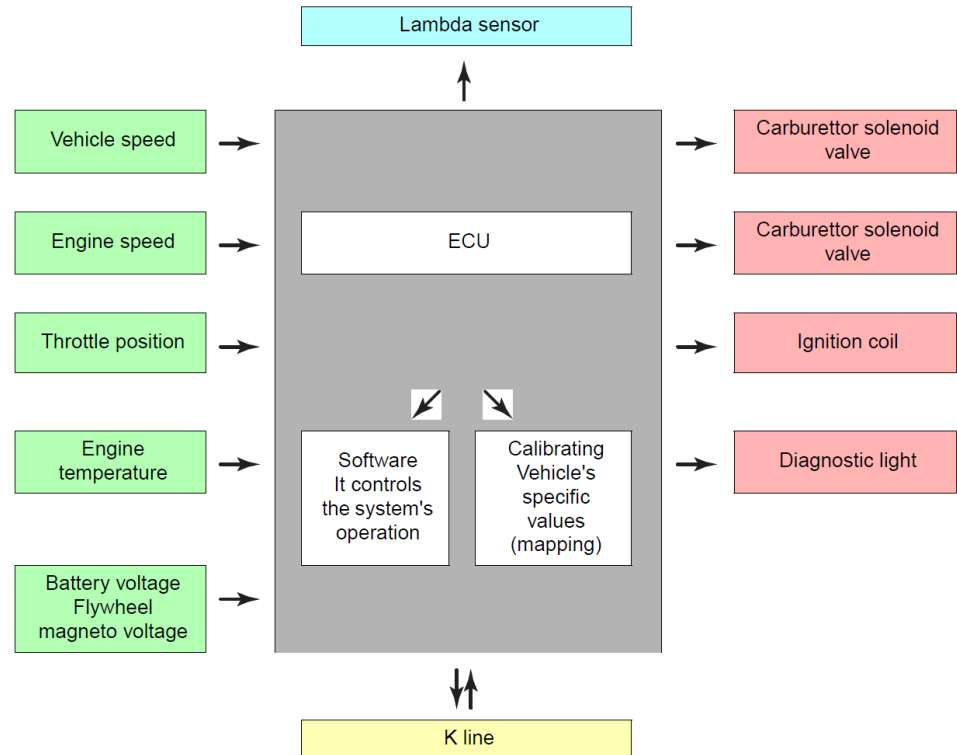 Lambda sensor
Vehicle speed
Carburettor solenoid
valve
Engine speed
ECU
Carburettor solenoid
valve
Throttle position
Ignition coil
Engine
temperature
Software
It controls
the system's
operation
Calibrating
Vehicle's
specific
values
(mapping)
Diagnostic light
Battery voltage
Flywheel
magneto voltage
K line